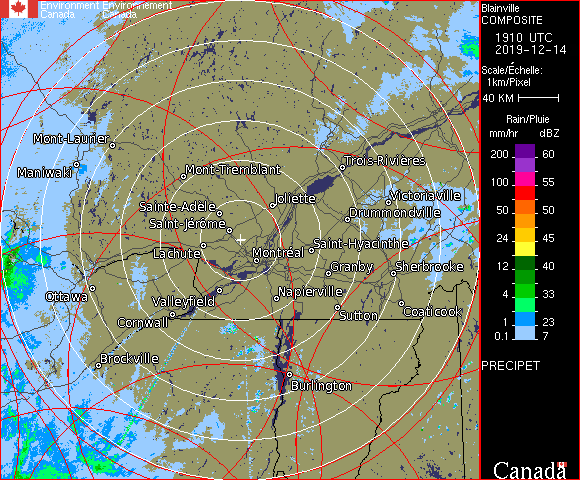 Environment Environnement
Canada Canada
Mont-Laurier
Maniwaki
Mont-Tremblant
Trois-Rivières
Sainte-Adèle
Joliette
Victoriaville
Saint-Jérôme
Drummondville
Lachute
Montréal
Saint-Hyacinthe
Granby
Sherbrooke
Ottawa
Valleyfield
Napierville
Cornwall
Sutton
Coaticook
Brockville
Burlington
Blainville
COMPOSITE
1910 UTC
2019-12-14
Scale/Échelle:
1km/Pixel
40 KM
Rain/Pluie
mm/hr dBZ
200 60
100 55
50 50
24 45
12 40
4 33
1 23
0.1 7
PRECIPET
Canada